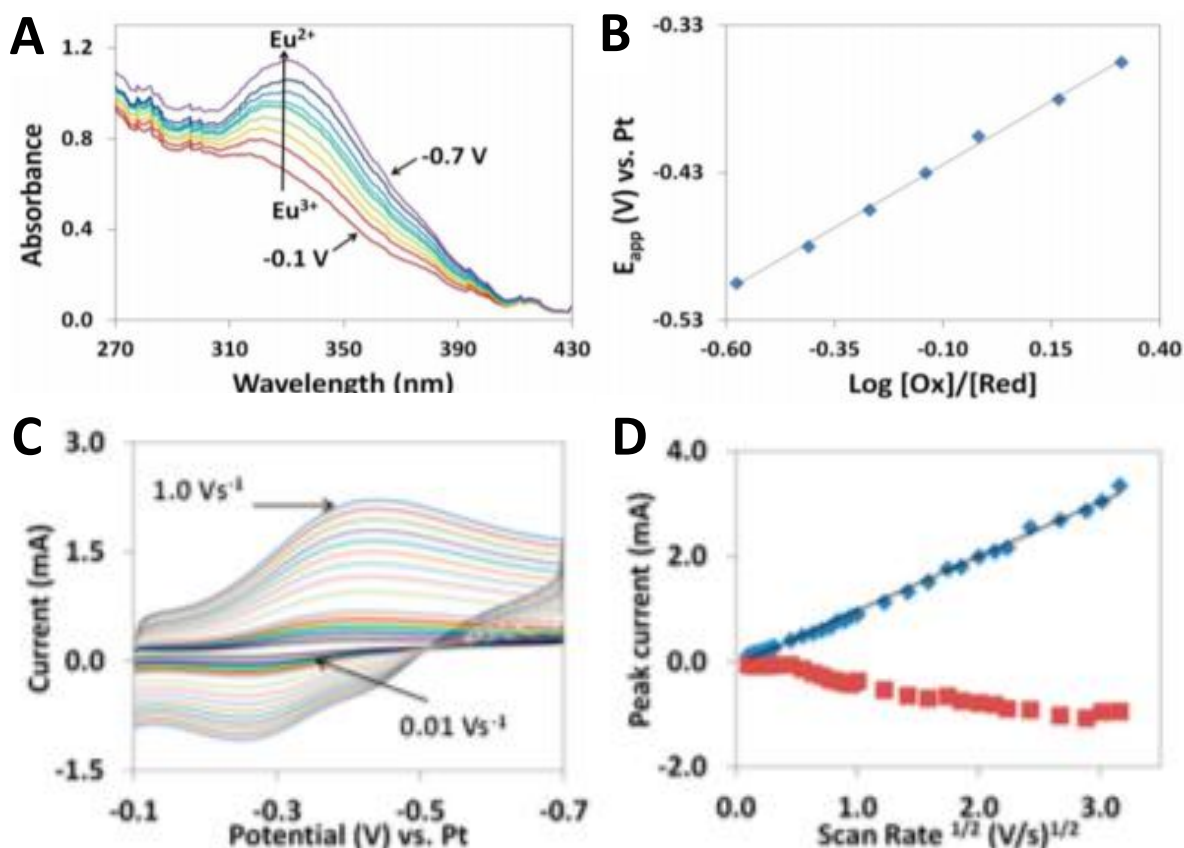 A
1.2
0.8
0.4
0.0
Absorbance
Eu2+
-0.7 V
Eu3+
-0.1 V
270 310 350 390 430
Wavelength (nm)
B
-0.33
-0.43
-0.53
Eapp (V) vs. Pt
-0.60 -0.35 -0.10 0.15 0.40
Log [Ox]/[Red]
C
3.0
1.5
0.0
-1.5
Current (mA)
1.0 Vs-1
0.01 Vs-1
-0.1 -0.3 -0.5 -0.7
Potential (V) vs. Pt
D
4.0
2.0
0.0
-2.0
Peak current (mA)
0.0 1.0 2.0 3.0
Scan Rate 1/2 (V/s)1/2